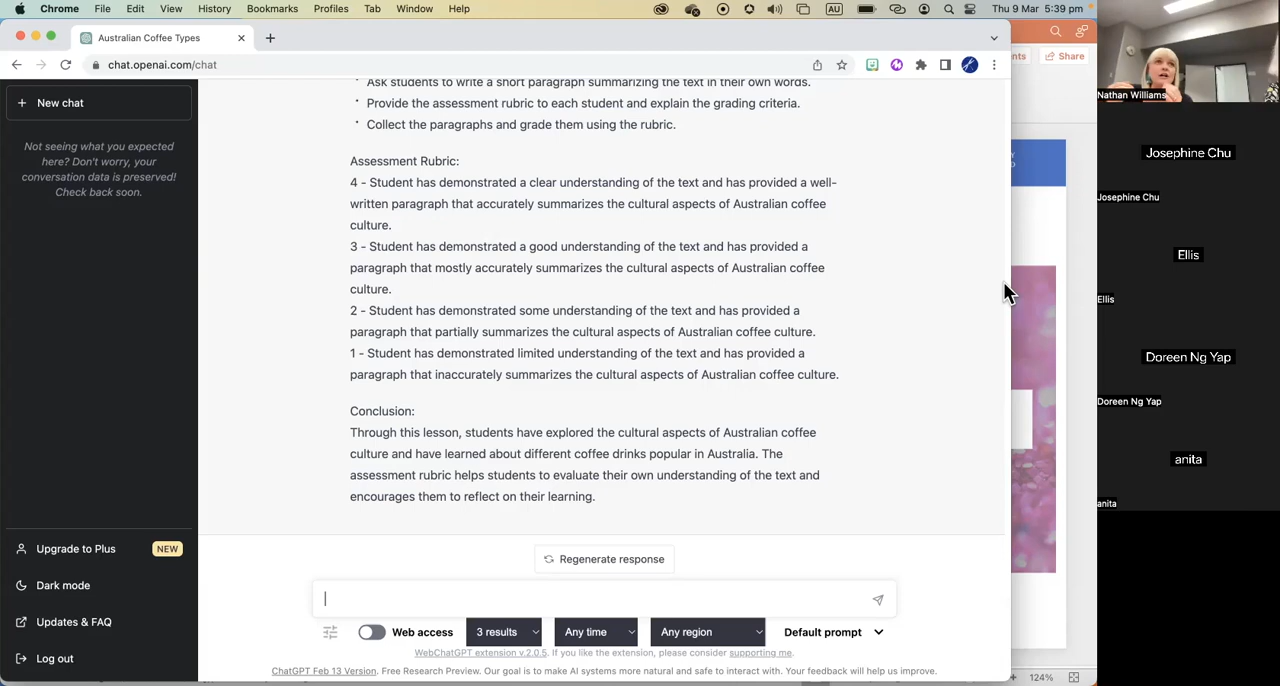 Chrome File Edit View History Bookmarks Profiles Tab Window Help AU Thu 9 Mar 5:39 pm
Australian Coffee Types
chat.openai.com/chat
Share
Nathan Williams
New chat
Not seeing what you expected
here? Don't worry, your
conversation data is preserved!
Check back soon.
Upgrade to Plus NEW
Dark mode
Updates & FAQ
Log out
Ask students to write a short paragraph summarizing the text in their own words.
• Provide the assessment rubric to each student and explain the grading criteria.
• Collect the paragraphs and grade them using the rubric.
Assessment Rubric:
4 - Student has demonstrated a clear understanding of the text and has provided a well-
written paragraph that accurately summarizes the cultural aspects of Australian coffee
culture.
3 - Student has demonstrated a good understanding of the text and has provided a
paragraph that mostly accurately summarizes the cultural aspects of Australian coffee
culture.
2 - Student has demonstrated some understanding of the text and has provided a
paragraph that partially summarizes the cultural aspects of Australian coffee culture.
1 - Student has demonstrated limited understanding of the text and has provided a
paragraph that inaccurately summarizes the cultural aspects of Australian coffee culture.
Conclusion:
Through this lesson, students have explored the cultural aspects of Australian coffee
culture and have learned about different coffee drinks popular in Australia. The
assessment rubric helps students to evaluate their own understanding of the text and
encourages them to reflect on their learning.
Regenerate response
Web access 3 results Any time Any region Default prompt
WebChatGPT extension v.2.0.5. If you like the extension, please consider supporting me.
ChatGPT Feb 13 Version. Free Research Preview. Our goal is to make AI systems more natural and safe to interact with. Your feedback will help us improve.
124%
Josephine Chu
Josephine Chu
Ellis
Ellis
Doreen Ng Yap
Doreen Ng Yap
anita
anita